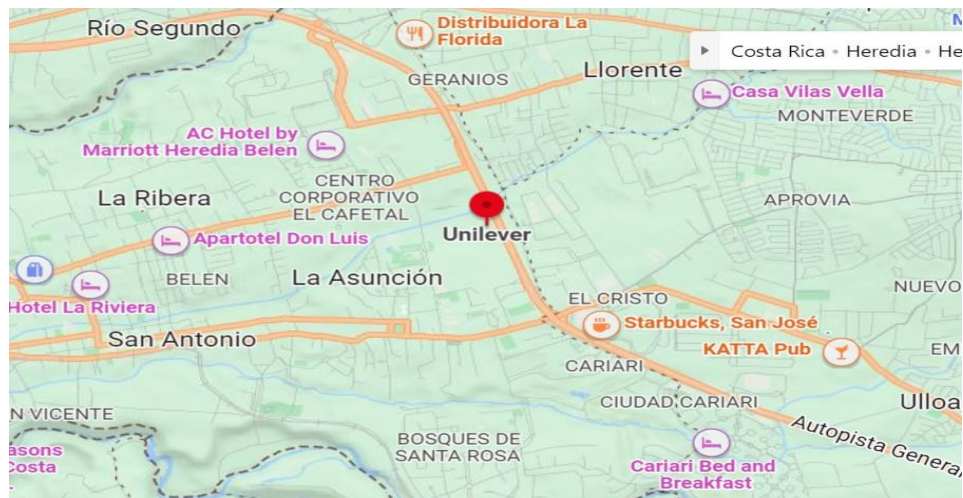 Río Segundo
Distribuidora La
Florida
Costa Rica • Heredia • He
GERANIOS
Llorente
Casa Vilas Vella
MONTEVERDE
AC Hotel by
Marriott Heredia Belen
CENTRO
CORPORATIVO
EL CAFETAL
La Ribera
APROVIA
Unilever
Apartotel Don Luis
BELEN
La Asunción
NUEVO
Hotel La Riviera
EL CRISTO
Starbucks, San José
San Antonio
KATTA Pub
EM
CARIARI
CIUDAD CARIARI
Ulloa
N VICENTE
Autopista General
BOSQUES DE
SANTA ROSA
asons
Costa
Cariari Bed and
Breakfast